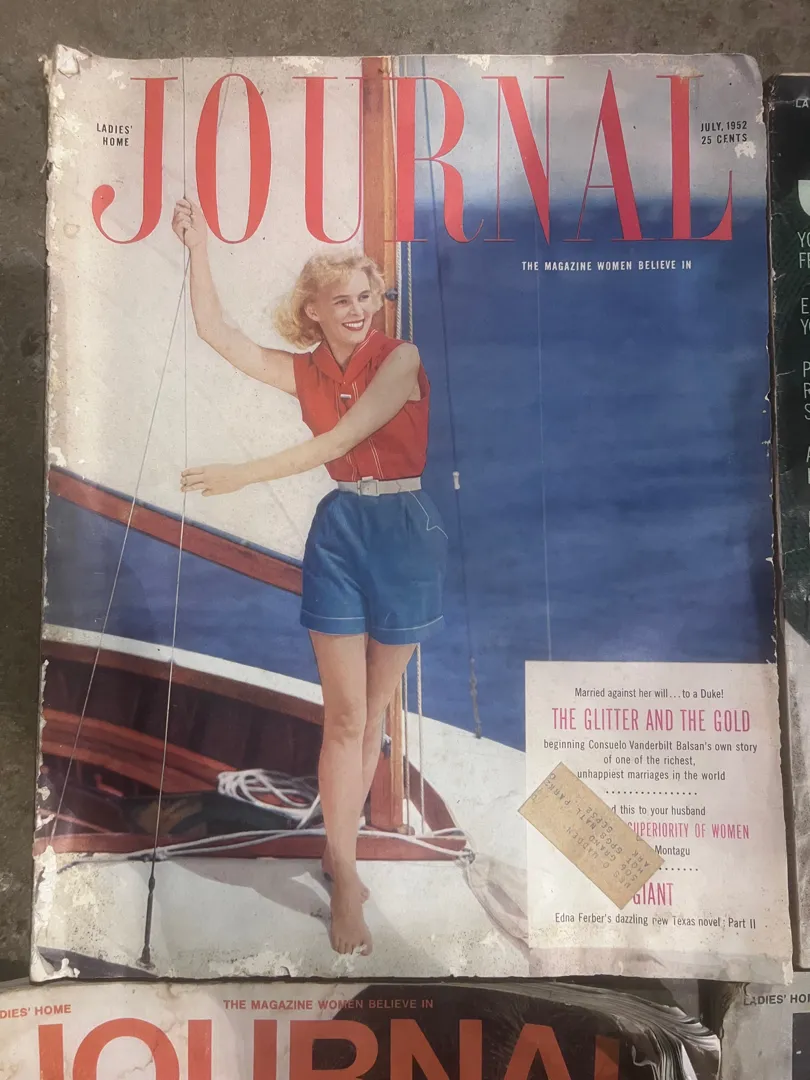 LADIES'
HOME
JOURNAL
JULY, 1952
25 CENTS
THE MAGAZINE WOMEN BELIEVE IN
Married against her will...to a Duke!
THE GLITTER AND THE GOLD
beginning Consuelo Vanderbilt Balsan's own story
of one of the richest,
unhappiest marriages in the world
d this to your husband
SUPERIORITY OF WOMEN
Montagu
GIANT
Edna Ferber's dazzling new Texas novel: Part II
DIES' HOME
THE MAGAZINE WOMEN BELIEVE IN
JOURNAL
LADIES' HO
LA
YO